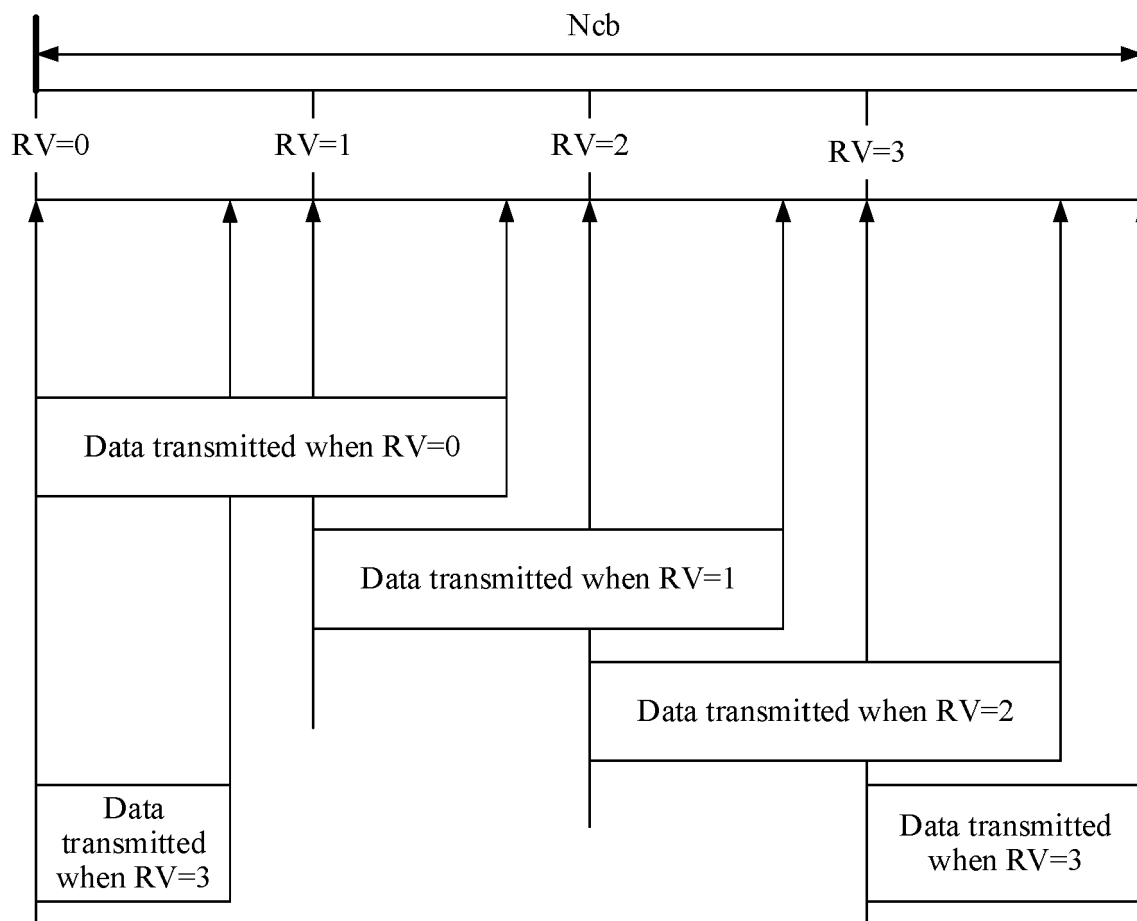 Ncb
RV=0
RV=1
RV=2
RV=3
Data transmitted when RV=0
Data transmitted when RV=1
Data transmitted when RV=2
Data
transmitted
when RV=3
Data transmitted
when RV=3